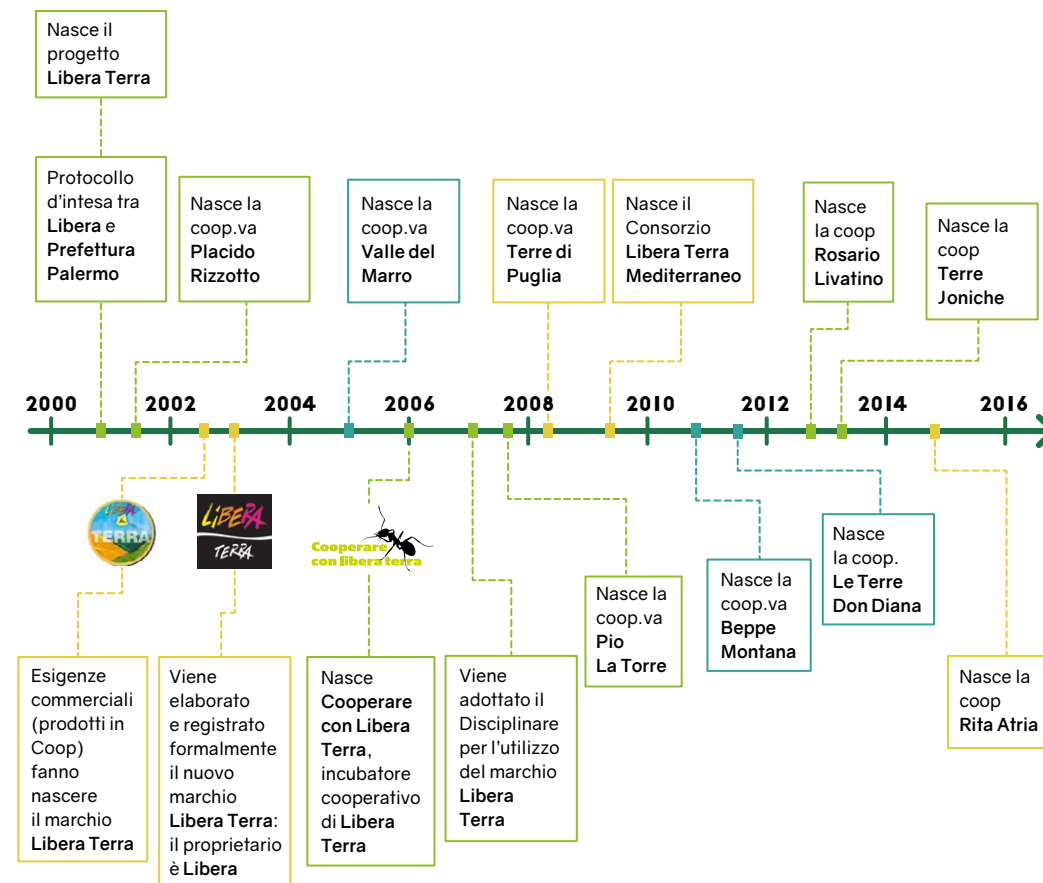 Nasce il
progetto
Libera Terra
Protocollo
d'intesa tra
Libera e
Prefettura
Palermo
Nasce la
coop.va
Placido
Rizzotto
Nasce la
coop.va
Valle del
Marro
Nasce la
coop.va
Terre di
Puglia
Nasce il
Consorzio
Libera Terra
Mediterraneo
Nasce
la coop
Rosario
Livatino
Nasce la
coop
Terre
Joniche
2000 2002 2004 2006 2008 2010 2012 2014 2016
LIBERA
TERRA
LIBERA
TERRA
Cooperare
con libera terra
Esigenze
commerciali
(prodotti in
Coop)
fanno
nascere
il marchio
Libera Terra
Viene
elaborato
e registrato
formalmente
il nuovo
marchio
Libera Terra:
il proprietario
è Libera
Nasce
Cooperare
con Libera
Terra,
incubatore
cooperativo
di Libera
Terra
Viene
adottato il
Disciplinare
per l'utilizzo
del marchio
Libera
Terra
Nasce la
coop.va
Pio
La Torre
Nasce la
coop.va
Beppe
Montana
Nasce
la coop.
Le Terre
Don Diana
Nasce la
coop
Rita Atria